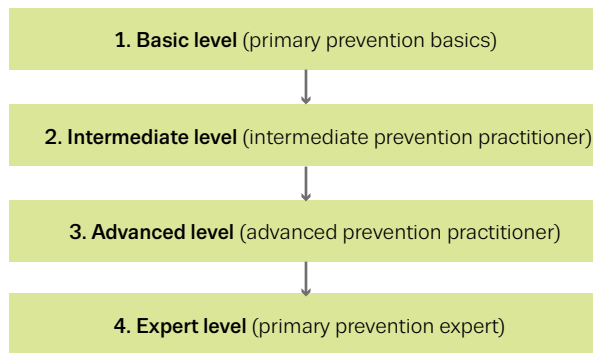 1. Basic level (primary prevention basics)
2. Intermediate level (intermediate prevention practitioner)
3. Advanced level (advanced prevention practitioner)
4. Expert level (primary prevention expert)